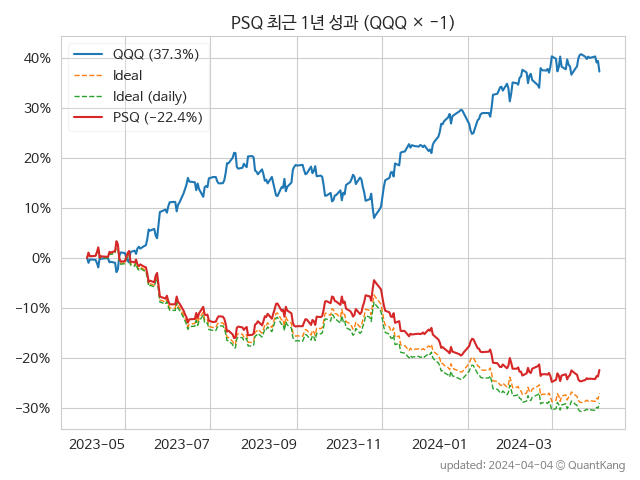 PSQ 최근 1년 성과 (QQQ × −1)
QQQ (37.3%)
Ideal
Ideal (daily)
PSQ (−22.4%)
40%
30%
20%
10%
0%
−10%
−20%
−30%
2023-05 2023-07 2023-09 2023-11 2024-01 2024-03
updated: 2024-04-04 © QuantKang